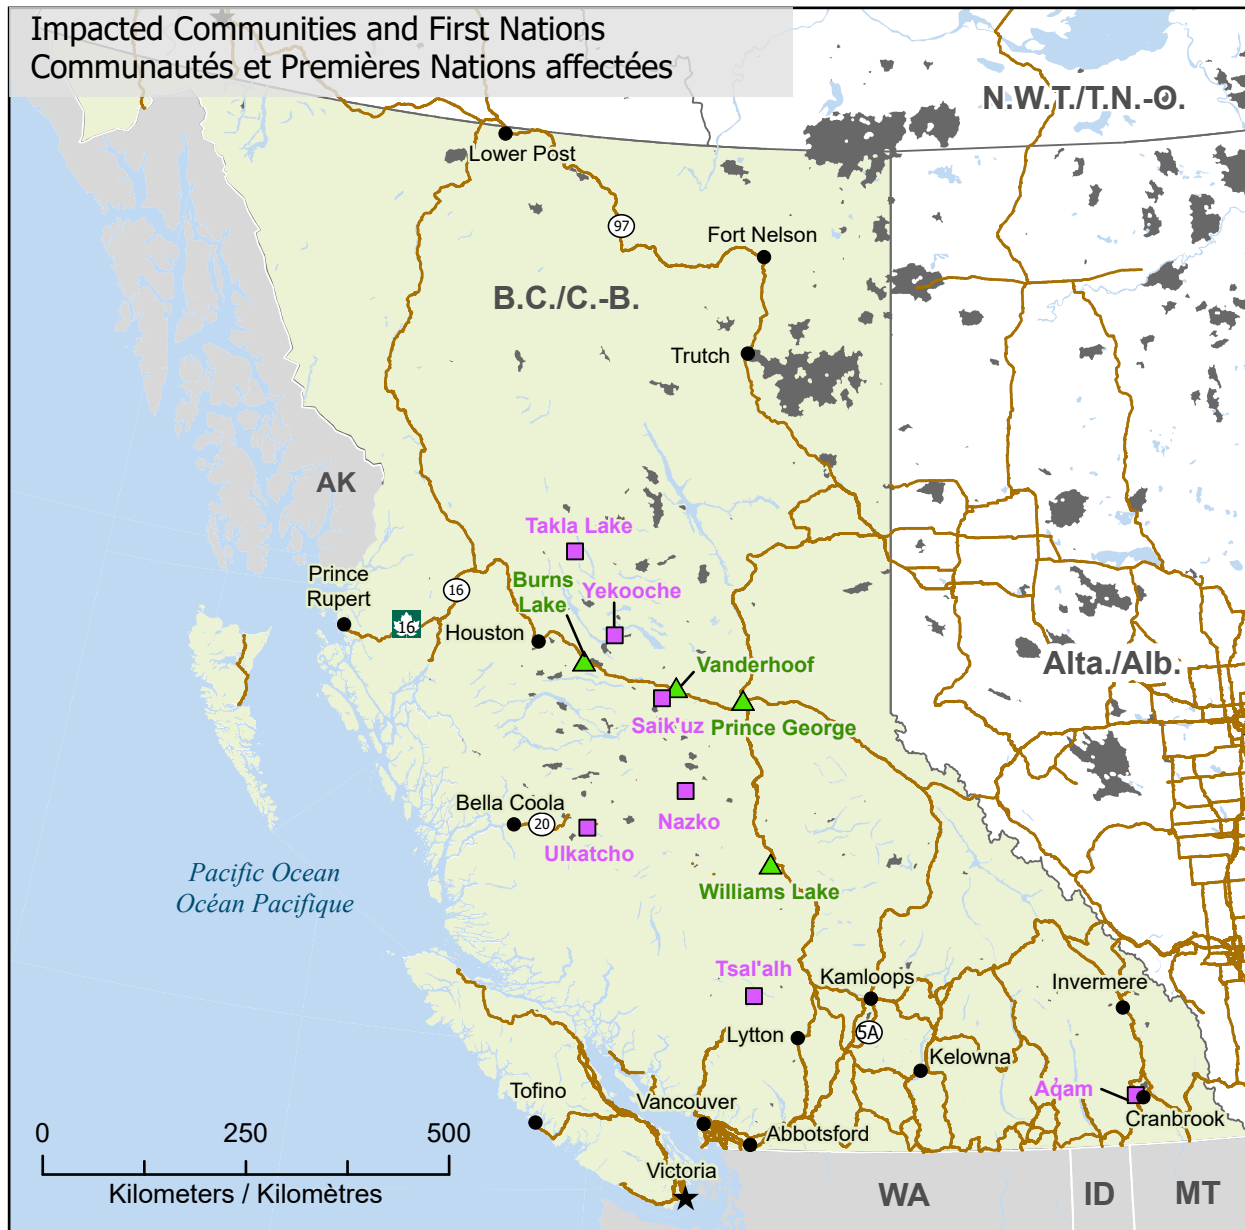 Impacted Communities and First Nations
Communautés et Premières Nations affectées
N.W.T./T.N.-O.
Lower Post
97
Fort Nelson
B.C./C.-B.
Trutch
AK
Takla Lake
Prince
Rupert
16
16
Burns
Lake
Yekooche
Houston
Vanderhoof
Alta./Alb.
Saik'uz
Prince George
Bella Coola
20
Nazko
Ulkatcho
Pacific Ocean
Océan Pacifique
Williams Lake
Tsal'alh
Kamloops
Invermere
Lytton
5A
Kelowna
Tofino
Vancouver
Aq̓am
Cranbrook
Abbotsford
0 250 500
Kilometers / Kilomètres
Victoria
WA
ID
MT